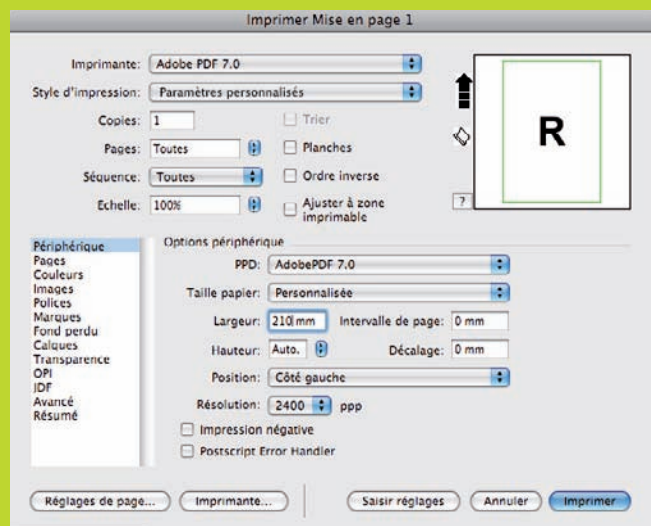 Imprimer Mise en page 1
Imprimante: Adobe PDF 7.0
Style d'impression: Paramètres personnalisés
Copies: 1 Trier
Pages: Toutes Planches
Séquence: Toutes Ordre inverse
Echelle: 100% Ajuster à zone
imprimable
?
R
Périphérique
Pages
Couleurs
Images
Polices
Marques
Fond perdu
Calques
Transparence
OPI
JDF
Avancé
Résumé
Options périphérique
PPD: AdobePDF 7.0
Taille papier: Personnalisée
Largeur: 210 mm Intervalle de page: 0 mm
Hauteur: Auto. Décalage: 0 mm
Position: Côté gauche
Résolution: 2400 ppp
Impression négative
Postscript Error Handler
Réglages de page... Imprimante... Saisir réglages Annuler Imprimer